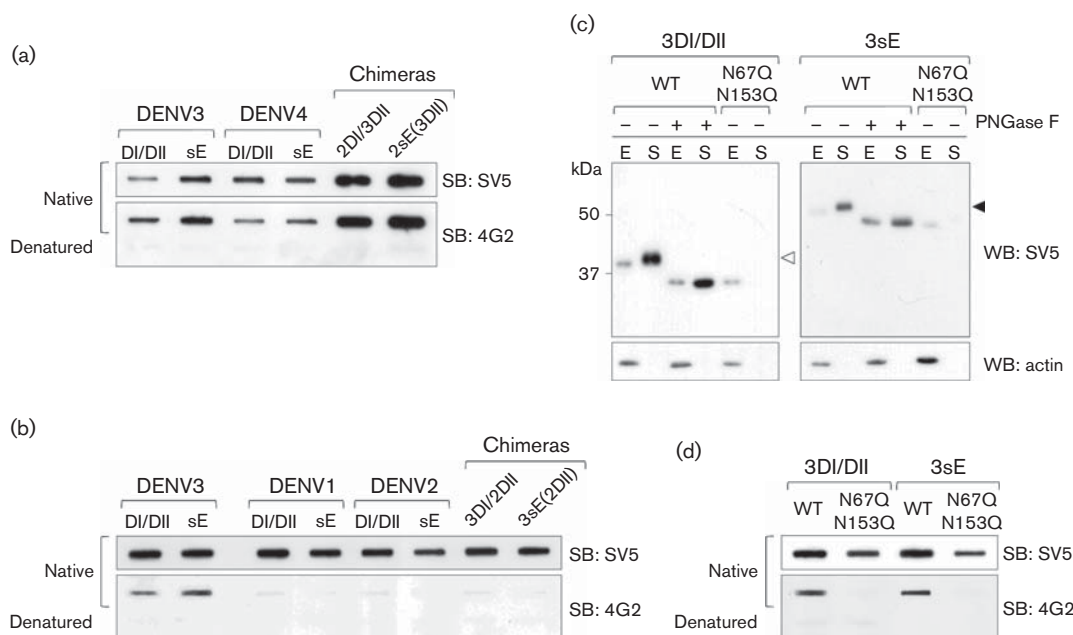 (a)
Chimeras
DENV3 DENV4
DI/DII sE DI/DII sE 2DI/3DII 2sE(3DII)
Native
SB: SV5
SB: 4G2
Denatured
(b)
Chimeras
DENV3 DENV1 DENV2
DI/DII sE DI/DII sE DI/DII sE 3DI/2DII 3sE(2DII)
Native
SB: SV5
SB: 4G2
Denatured
(c)
3DI/DII 3sE
WT N67Q WT N67Q
N153Q N153Q
– – + + – – – – + + – – PNGase F
E S E S E S E S E S E S
kDa
50
37
WB: SV5
WB: actin
(d)
3DI/DII 3sE
WT N67Q WT N67Q
N153Q N153Q
Native
SB: SV5
SB: 4G2
Denatured